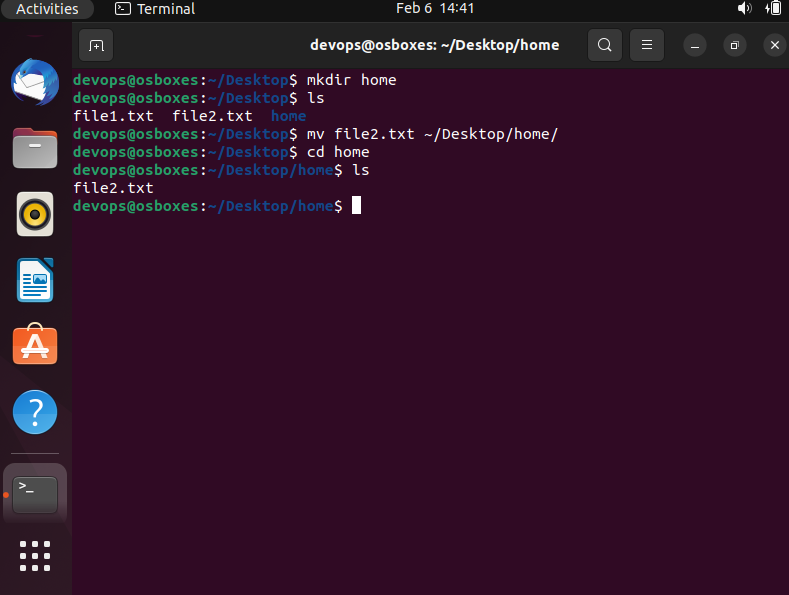 Activities Terminal Feb 6 14:41
devops@osboxes: ~/Desktop/home
devops@osboxes:~/Desktop$ mkdir home
devops@osboxes:~/Desktop$ ls
file1.txt file2.txt home
devops@osboxes:~/Desktop$ mv file2.txt ~/Desktop/home/
devops@osboxes:~/Desktop$ cd home
devops@osboxes:~/Desktop/home$ ls
file2.txt
devops@osboxes:~/Desktop/home$